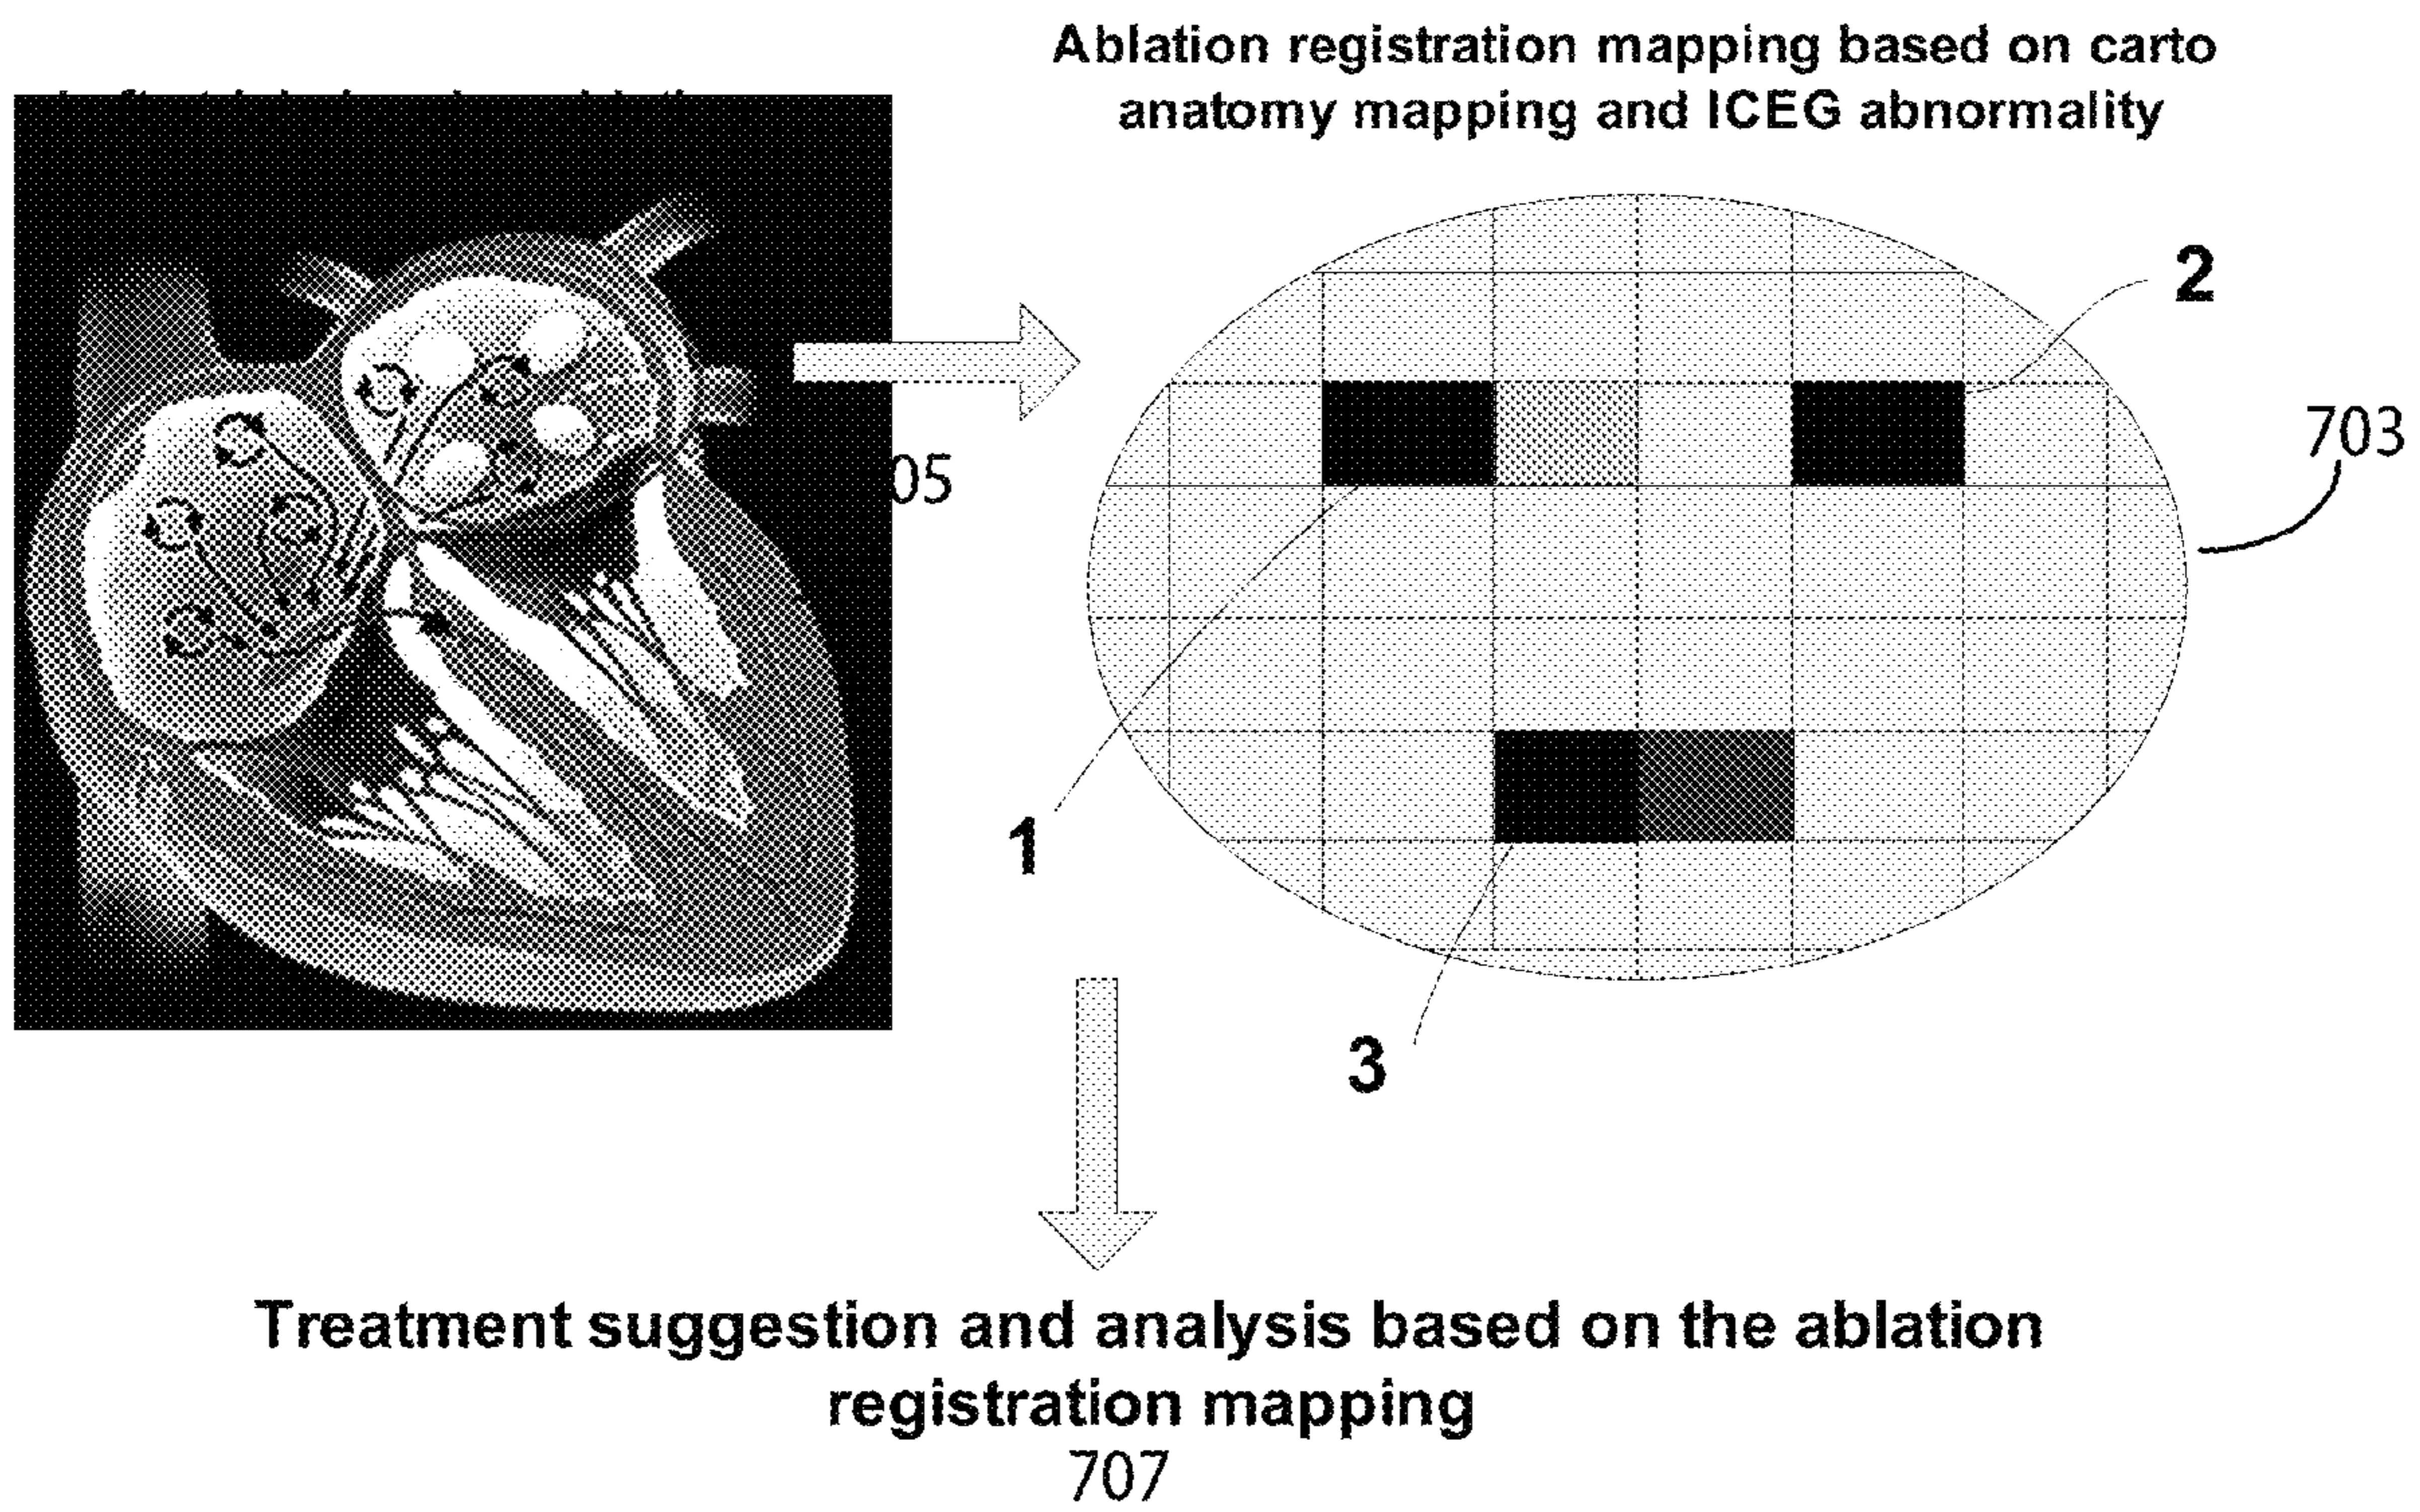 Ablation registration mapping based on carto
anatomy mapping and ICEG abnormality
2
703
05
1
3
Treatment suggestion and analysis based on the ablation
registration mapping
707